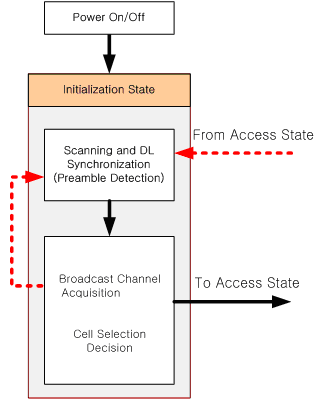 Power On/Off
Initialization State
Scanning and DL
Synchronization
(Preamble Detection)
From Access State
Broadcast Channel
Acquisition
To Access State
Cell Selection
Decision